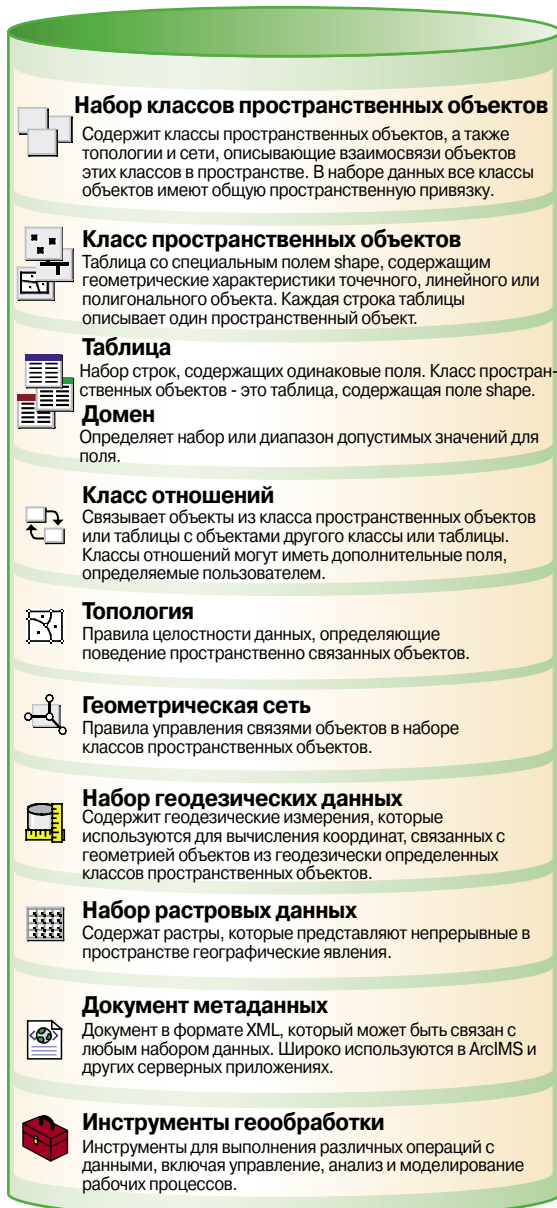 Набор классов пространственных объектов
Содержит классы пространственных объектов, а также
топологии и сети, описывающие взаимосвязи объектов
этих классов в пространстве. В наборе данных все классы
объектов имеют общую пространственную привязку.
Класс пространственных объектов
Таблица со специальным полем shape, содержащим
геометрические характеристики точечного, линейного или
полигонального объекта. Каждая строка таблицы
описывает один пространственный объект.
Таблица
Набор строк, содержащих одинаковые поля. Класс простран-
ственных объектов - это таблица, содержащая поле shape.
Домен
Определяет набор или диапазон допустимых значений для
поля.
Класс отношений
Связывает объекты из класса пространственных объектов
или таблицы с объектами другого классы или таблицы.
Классы отношений могут иметь дополнительные поля,
определяемые пользователем.
Топология
Правила целостности данных, определяющие
поведение пространственно связанных объектов.
Геометрическая сеть
Правила управления связями объектов в наборе
классов пространственных объектов.
Набор геодезических данных
Содержит геодезические измерения, которые
используются для вычисления координат, связанных с
геометрией объектов из геодезически определенных
классов пространственных объектов.
Набор растровых данных
Содержат растры, которые представляют непрерывные в
пространстве географические явления.
Документ метаданных
Документ в формате XML, который может быть связан с
любым набором данных. Широко используются в ArcIMS и
других серверных приложениях.
Инструменты геообработки
Инструменты для выполнения различных операций с
данными, включая управление, анализ и моделирование
рабочих процессов.